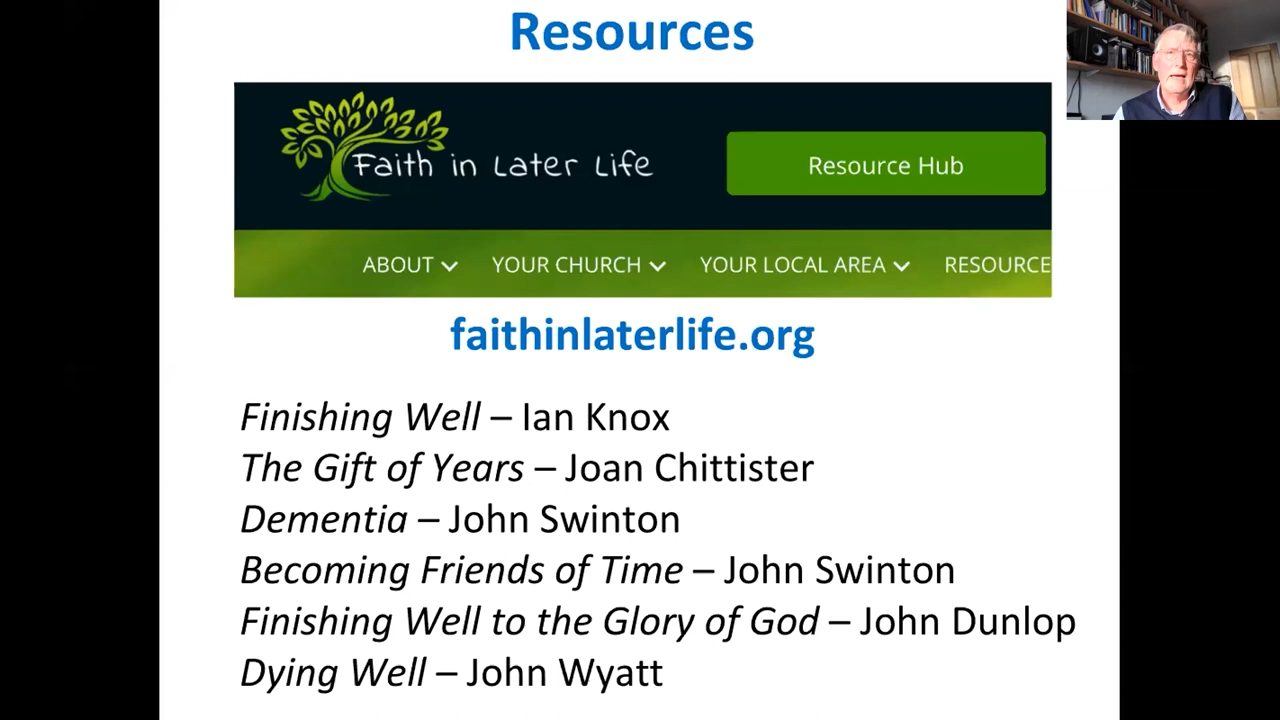 Resources
Faith in Later Life
Resource Hub
ABOUT
YOUR CHURCH
YOUR LOCAL AREA
RESOURCE
faithinlaterlife.org
Finishing Well – Ian Knox
The Gift of Years – Joan Chittister
Dementia – John Swinton
Becoming Friends of Time – John Swinton
Finishing Well to the Glory of God – John Dunlop
Dying Well – John Wyatt